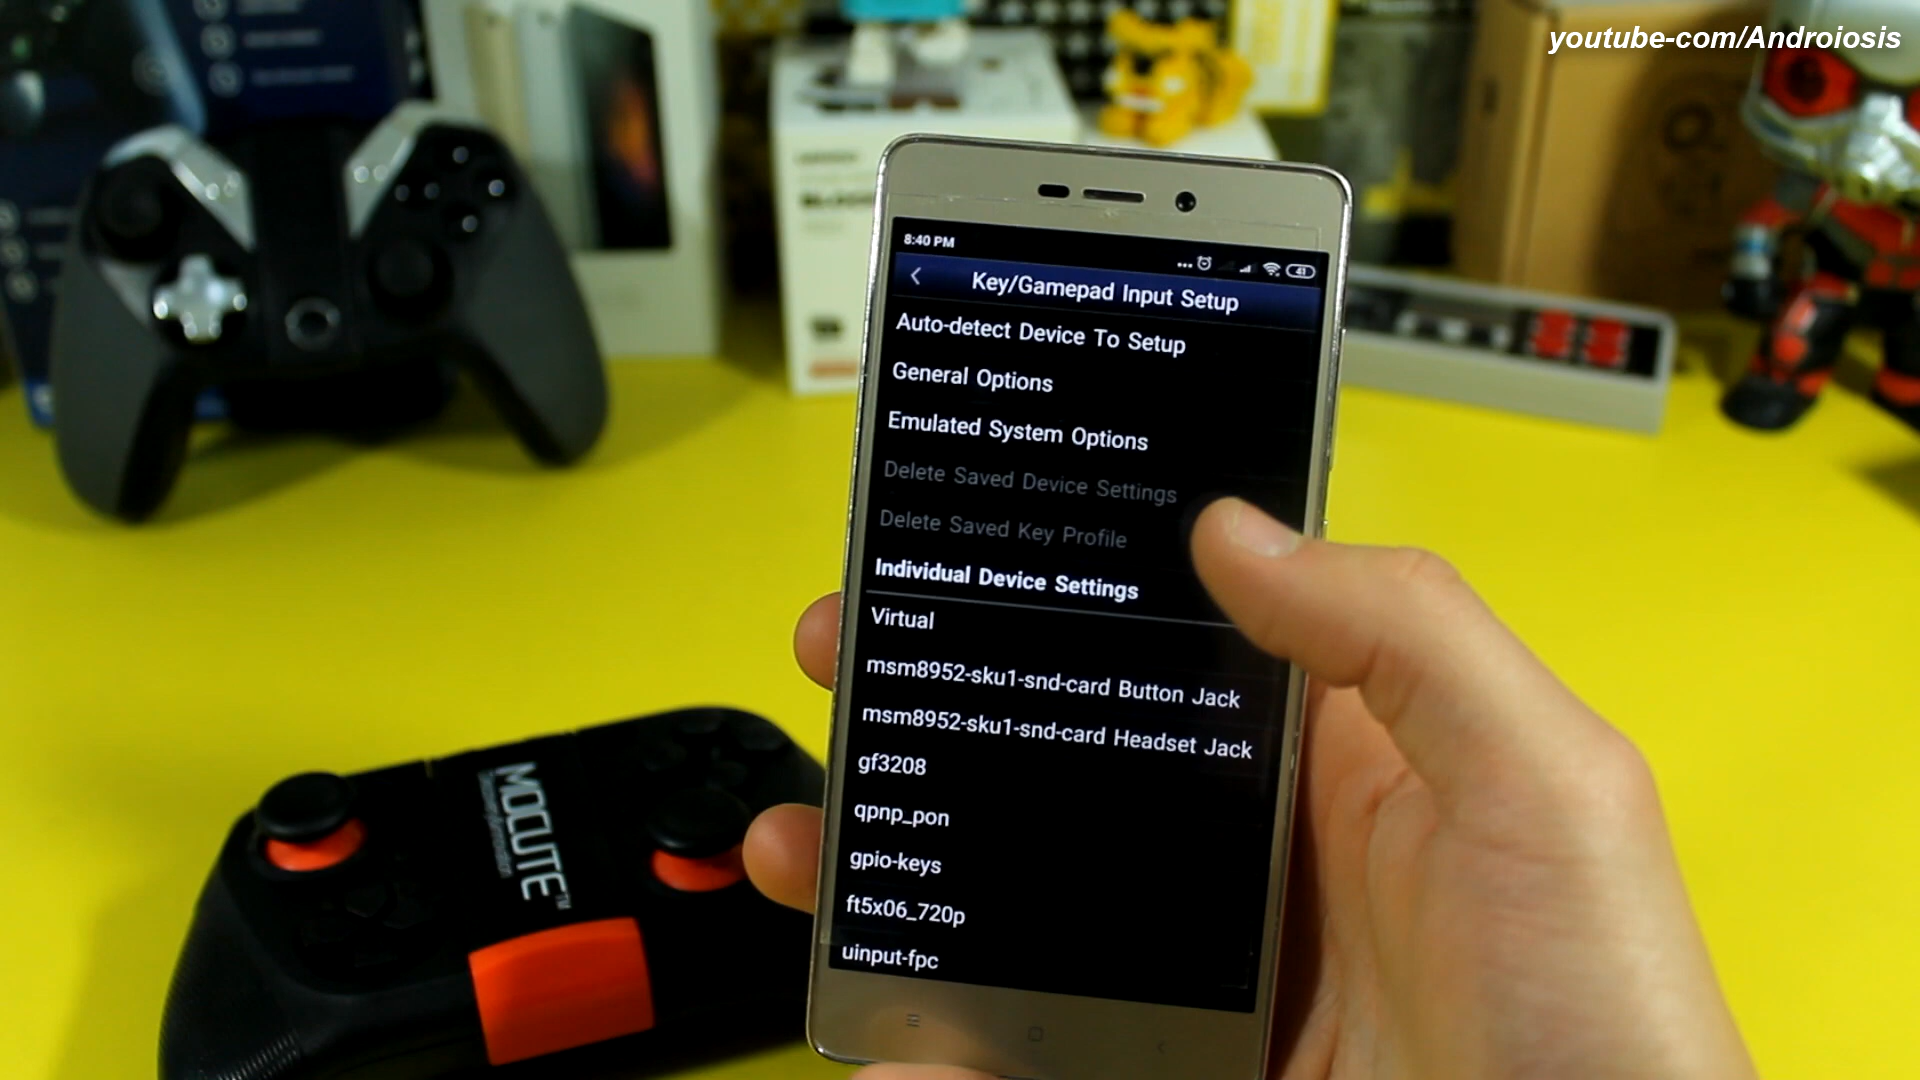 youtube-com/Androiosis
8:40 PM
41
Key/Gamepad Input Setup
Auto-detect Device To Setup
General Options
Emulated System Options
Delete Saved Device Settings
Delete Saved Key Profile
Individual Device Settings
Virtual
msm8952-sku1-snd-card Button Jack
msm8952-sku1-snd-card Headset Jack
gf3208
qpnp_pon
gpio-keys
ft5x06_720p
uinput-fpc
MOCUTE™